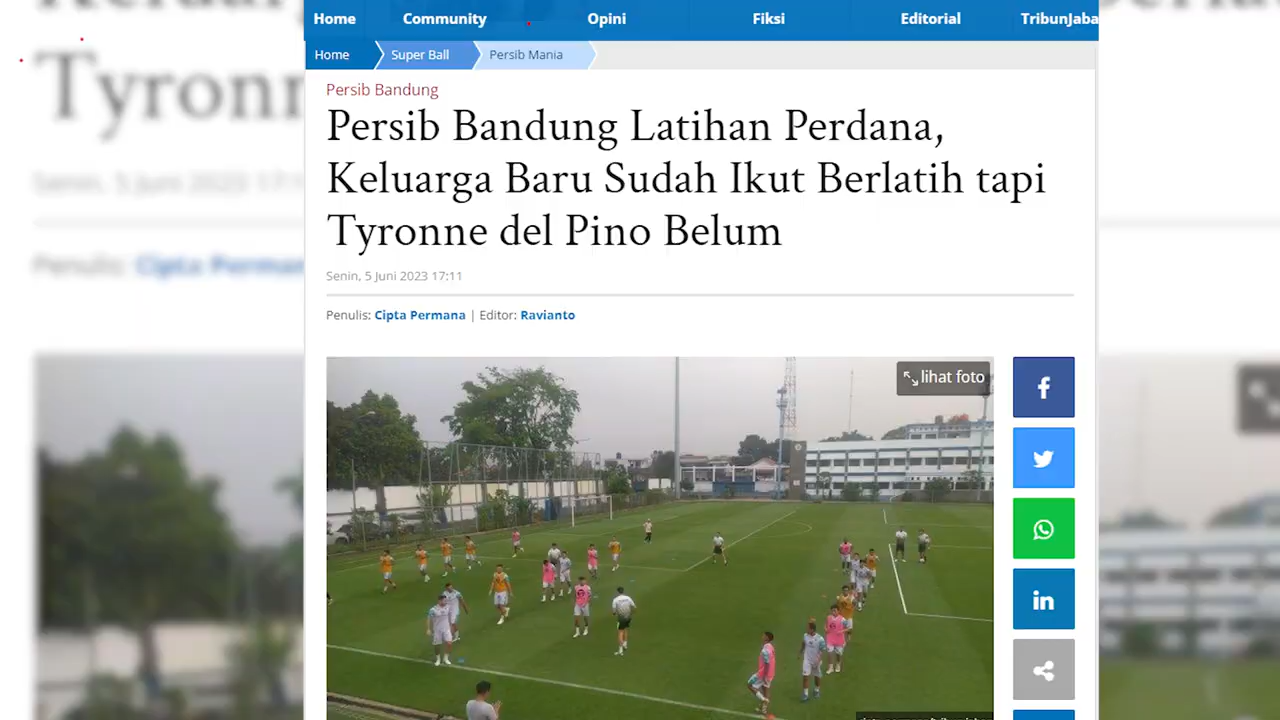 Home Community Opini Fiksi Editorial TribunJaba
Home Super Ball Persib Mania
Persib Bandung
Persib Bandung Latihan Perdana,
Keluarga Baru Sudah Ikut Berlatih tapi
Tyronne del Pino Belum
Senin, 5 Juni 2023 17:11
Penulis: Cipta Permana | Editor: Ravianto
lihat foto